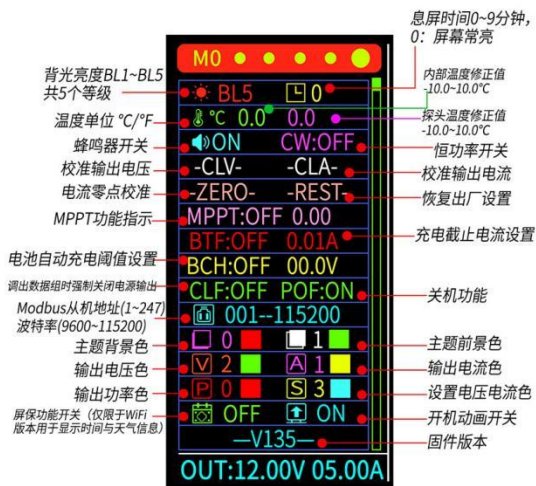 息屏时间0~9分钟,
0：屏幕常亮
M0
背光亮度BL1~BL5
共5个等级
BL5 0
内部温度修正值
-10.0~10.0℃
温度单位 ℃/℉
℃ 0.0 0.0
探头温度修正值
-10.0~10.0℃
蜂鸣器开关
ON CW:OFF
恒功率开关
校准输出电压
-CLV- -CLA-
校准输出电流
电流零点校准
-ZERO- -REST-
恢复出厂设置
MPPT功能指示
MPPT:OFF 0.00
BTF:OFF 0.01A
充电截止电流设置
电池自动充电阈值设置
BCH:OFF 00.0V
调出数据组时强制关闭电源输出
CLF:OFF POF:ON
关机功能
Modbus从机地址(1~247)
波特率(9600~115200)
001--115200
主题背景色
0 1
主题前景色
输出电压色
V 2 A 1
输出电流色
输出功率色
P 0 S 3
设置电压电流色
屏保功能开关（仅限于WiFi
版本用于显示时间与天气信息）
OFF ON
开机动画开关
—V135—
固件版本
OUT:12.00V 05.00A